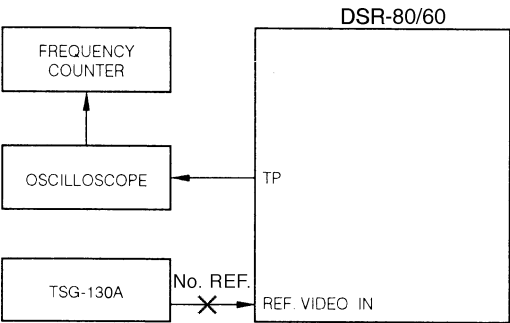 DSR-80/60
FREQUENCY
COUNTER
OSCILLOSCOPE
TP
TSG-130A
No. REF.
REF. VIDEO IN